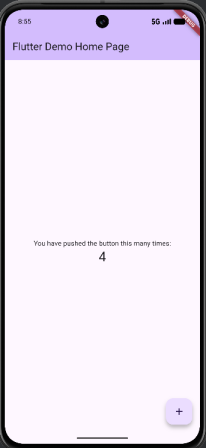 8:55
5G
Flutter Demo Home Page
You have pushed the button this many times:
4
+